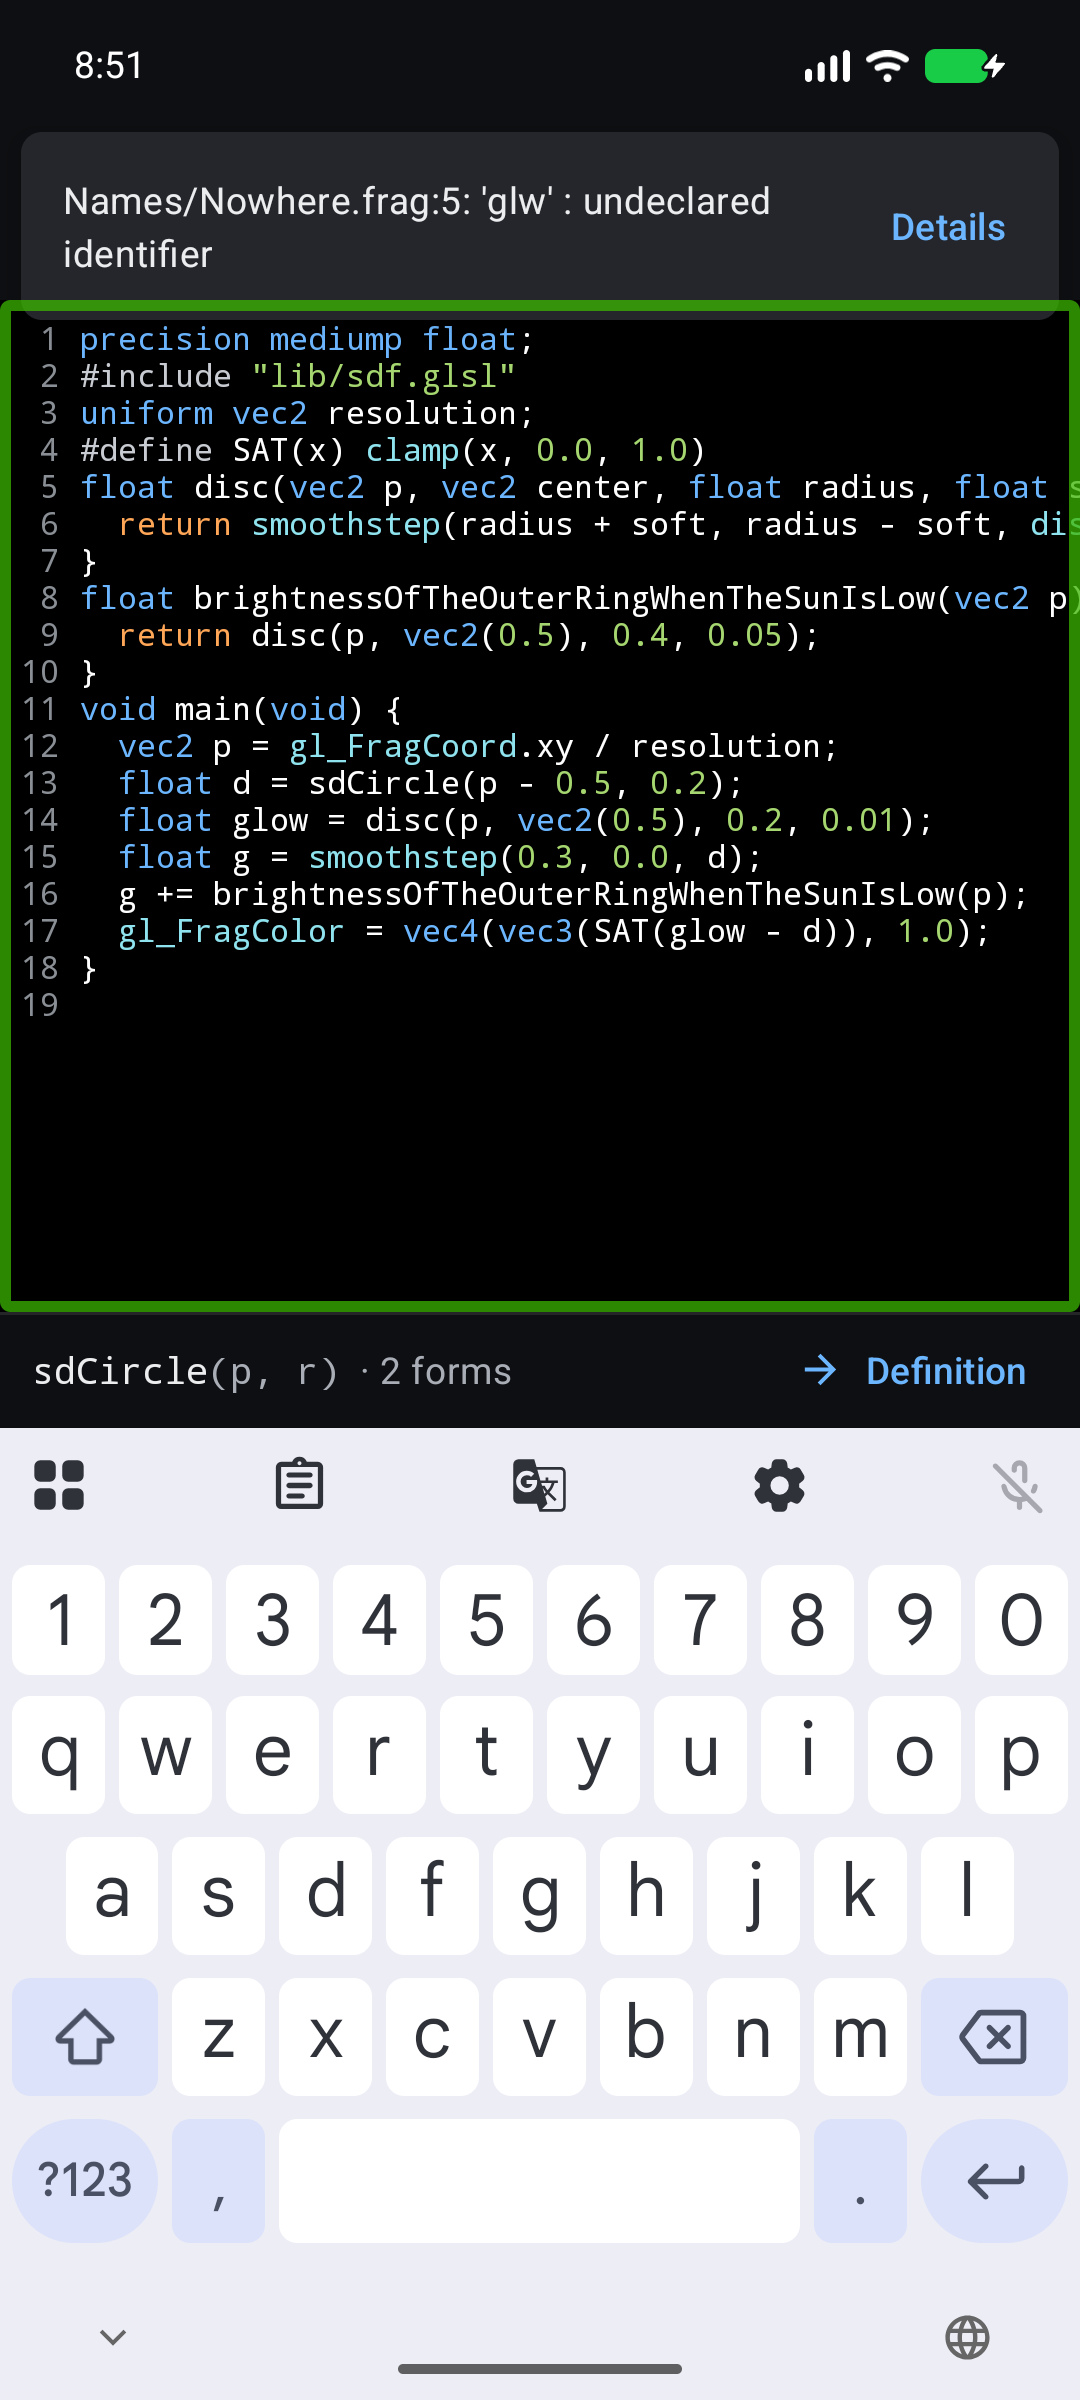 8:51
Names/Nowhere.frag:5: 'glw' : undeclared
identifier
Details
1 precision mediump float;
2 #include "lib/sdf.glsl"
3 uniform vec2 resolution;
4 #define SAT(x) clamp(x, 0.0, 1.0)
5 float disc(vec2 p, vec2 center, float radius, float s
6 return smoothstep(radius + soft, radius - soft, dis
7 }
8 float brightnessOfTheOuterRingWhenTheSunIsLow(vec2 p)
9 return disc(p, vec2(0.5), 0.4, 0.05);
10 }
11 void main(void) {
12 vec2 p = gl_FragCoord.xy / resolution;
13 float d = sdCircle(p - 0.5, 0.2);
14 float glow = disc(p, vec2(0.5), 0.2, 0.01);
15 float g = smoothstep(0.3, 0.0, d);
16 g += brightnessOfTheOuterRingWhenTheSunIsLow(p);
17 gl_FragColor = vec4(vec3(SAT(glow - d)), 1.0);
18 }
19
sdCircle(p, r) · 2 forms → Definition
G文
1 2 3 4 5 6 7 8 9 0
q w e r t y u i o p
a s d f g h j k l
z x c v b n m
?123 , .